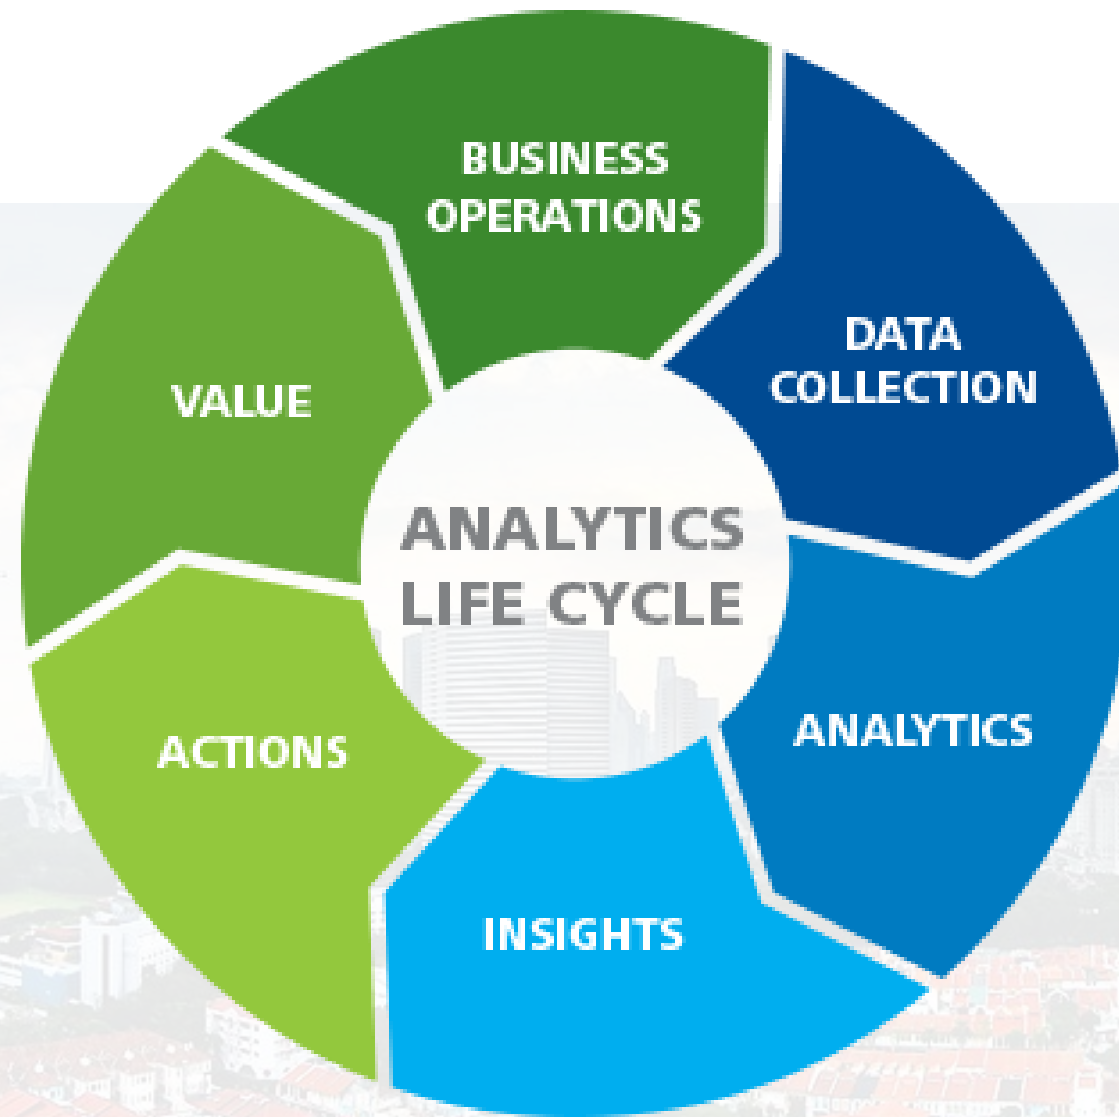 BUSINESS
OPERATIONS
DATA
COLLECTION
VALUE
ANALYTICS
LIFE CYCLE
ANALYTICS
ACTIONS
INSIGHTS